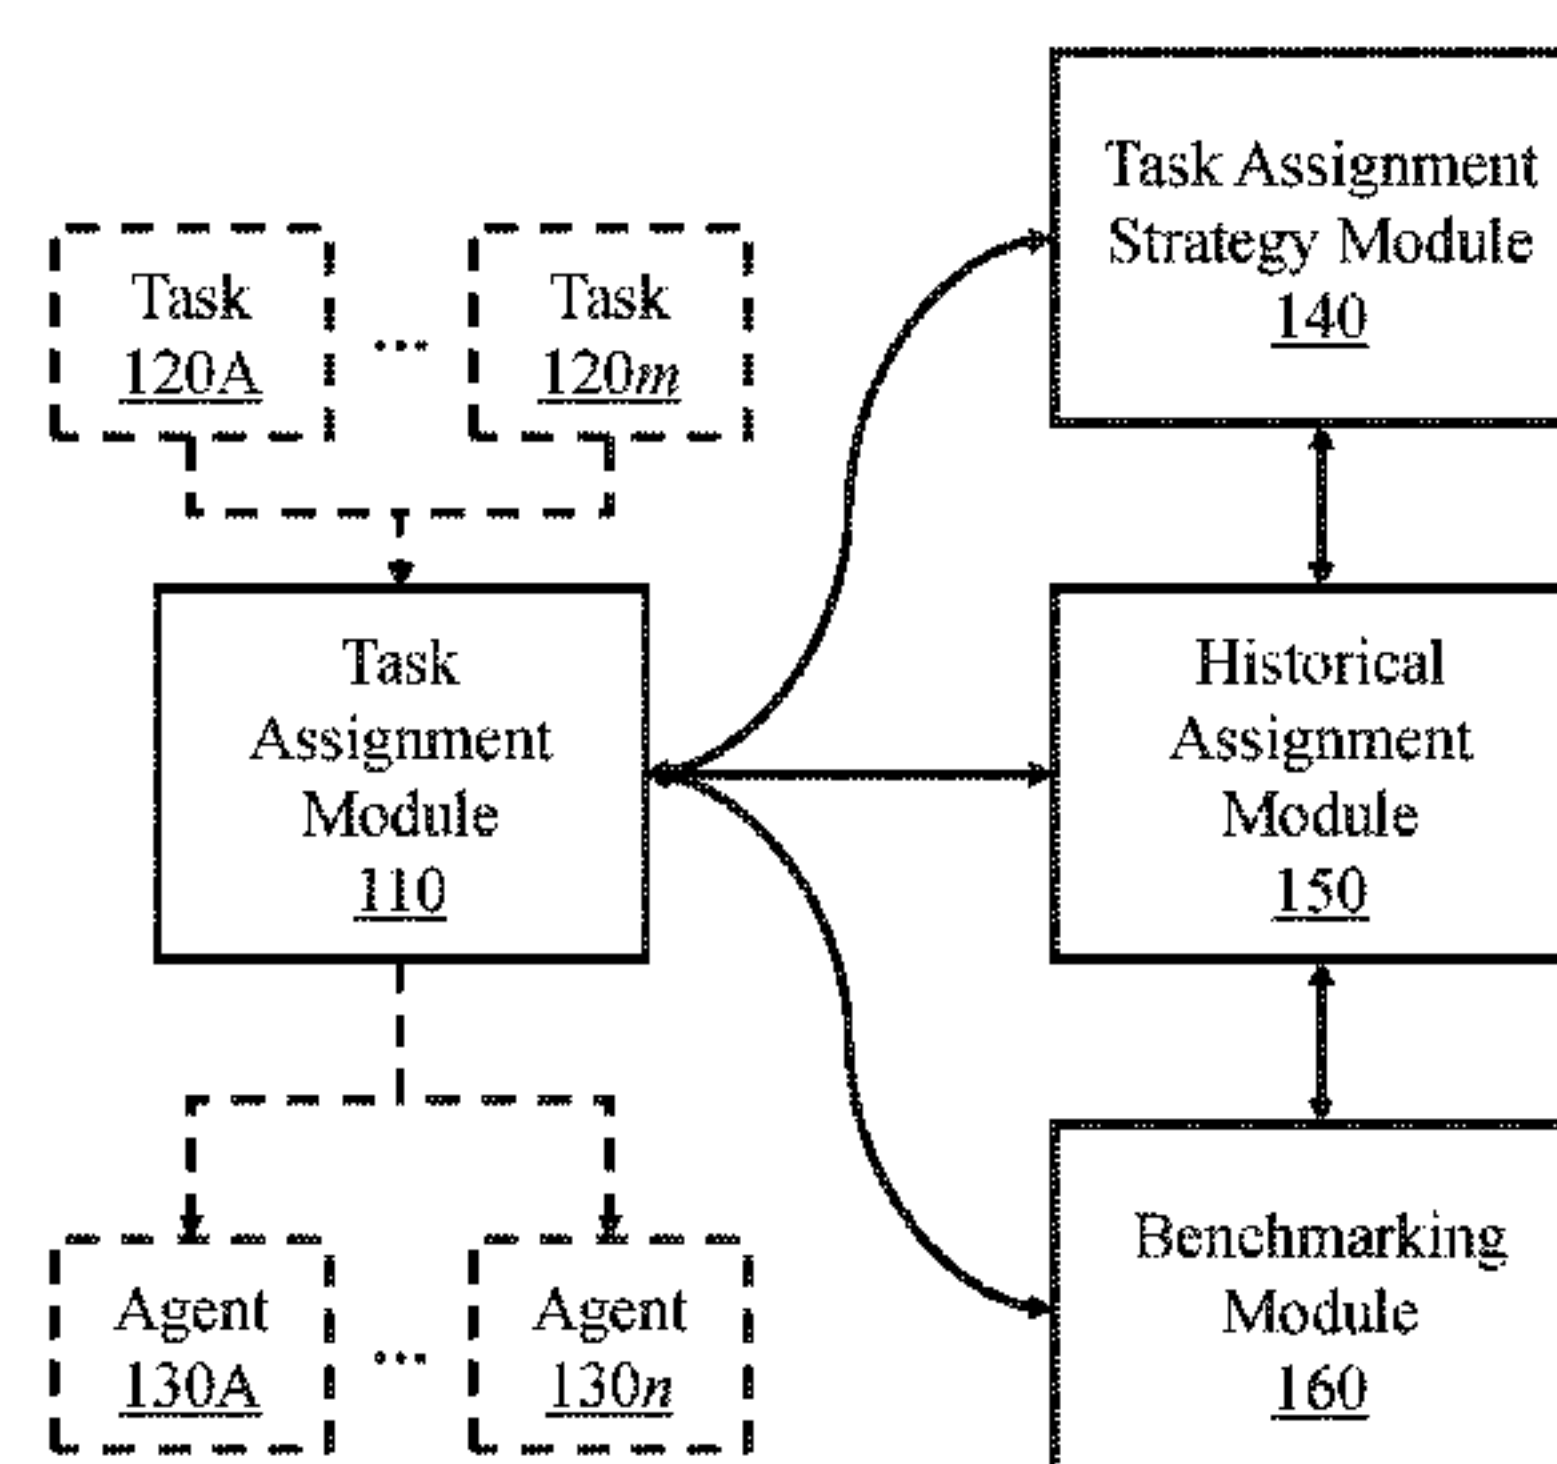 Task Assignment
Strategy Module
140
Task
120A
...
Task
120m
Task
Assignment
Module
110
Historical
Assignment
Module
150
Agent
130A
...
Agent
130n
Benchmarking
Module
160